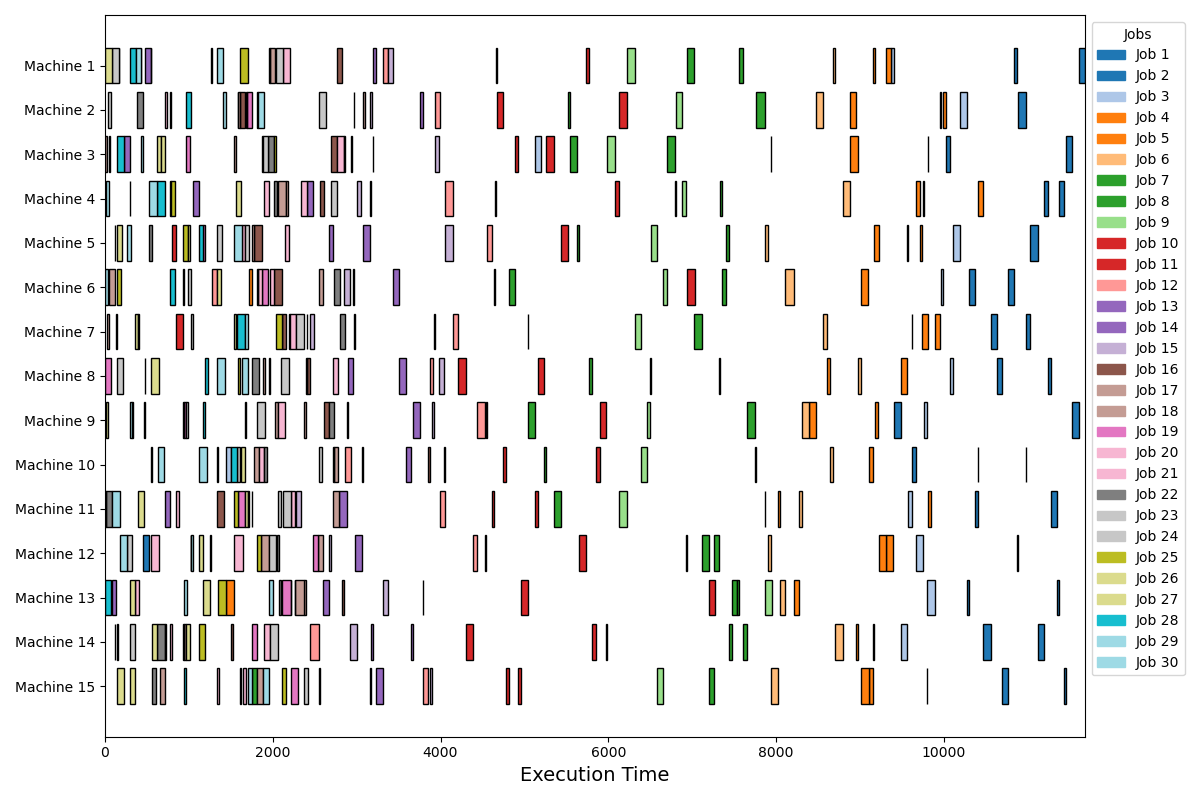 Machine 1
Machine 2
Machine 3
Machine 4
Machine 5
Machine 6
Machine 7
Machine 8
Machine 9
Machine 10
Machine 11
Machine 12
Machine 13
Machine 14
Machine 15
0
2000
4000
6000
8000
10000
Execution Time
Jobs
Job 1
Job 2
Job 3
Job 4
Job 5
Job 6
Job 7
Job 8
Job 9
Job 10
Job 11
Job 12
Job 13
Job 14
Job 15
Job 16
Job 17
Job 18
Job 19
Job 20
Job 21
Job 22
Job 23
Job 24
Job 25
Job 26
Job 27
Job 28
Job 29
Job 30